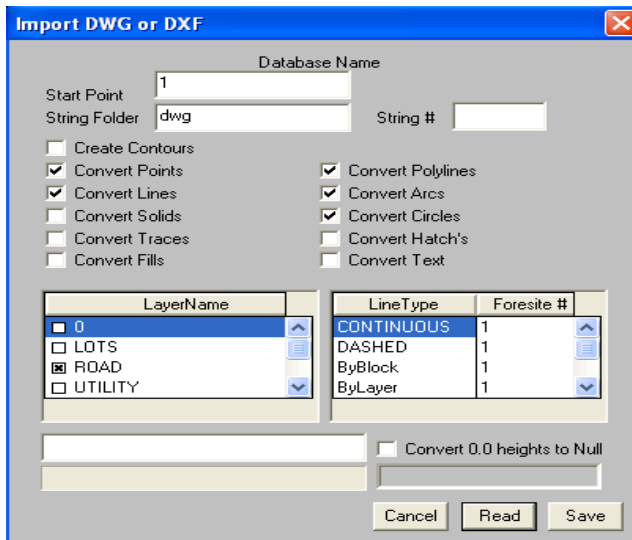 Import DWG or DXF
Database Name
Start Point 1
String Folder dwg String #
Create Contours
Convert Points Convert Polylines
Convert Lines Convert Arcs
Convert Solids Convert Circles
Convert Traces Convert Hatch's
Convert Fills Convert Text
LayerName LineType Foresite #
0 CONTINUOUS 1
LOTS DASHED 1
ROAD ByBlock 1
UTILITY ByLayer 1
Convert 0.0 heights to Null
Cancel Read Save